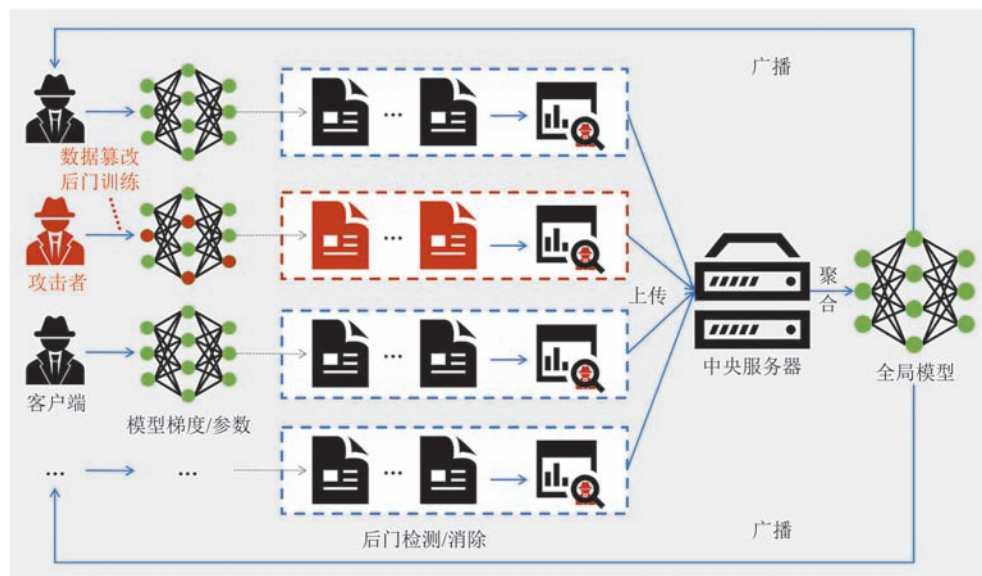 广播
数据篡改
后门训练
攻击者
上传
聚
合
中央服务器
全局模型
客户端
模型梯度/参数
...
...
...
...
...
...
后门检测/消除
广播